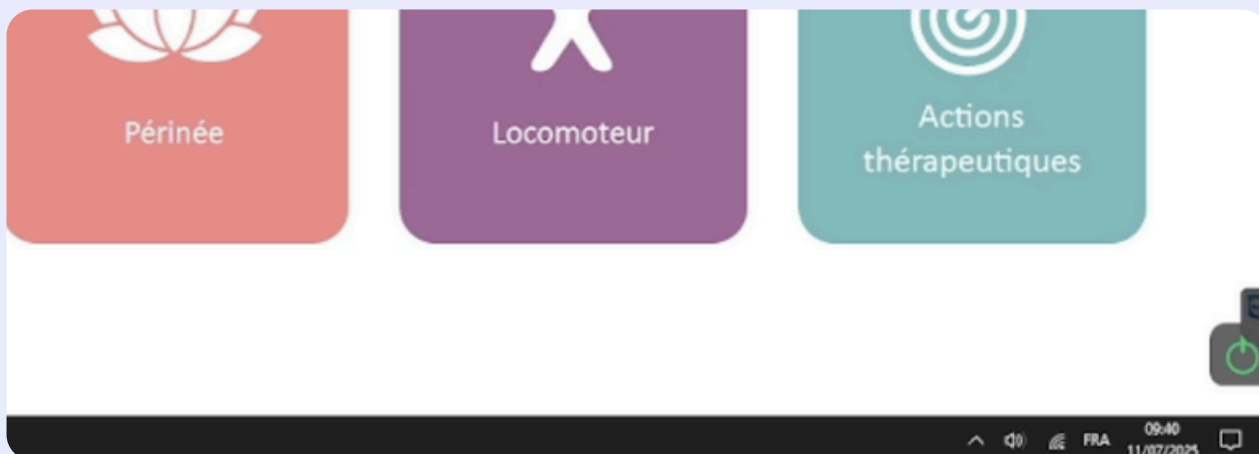 Périnée
Locomoteur
Actions
thérapeutiques
FRA
09:40
11/07/2025